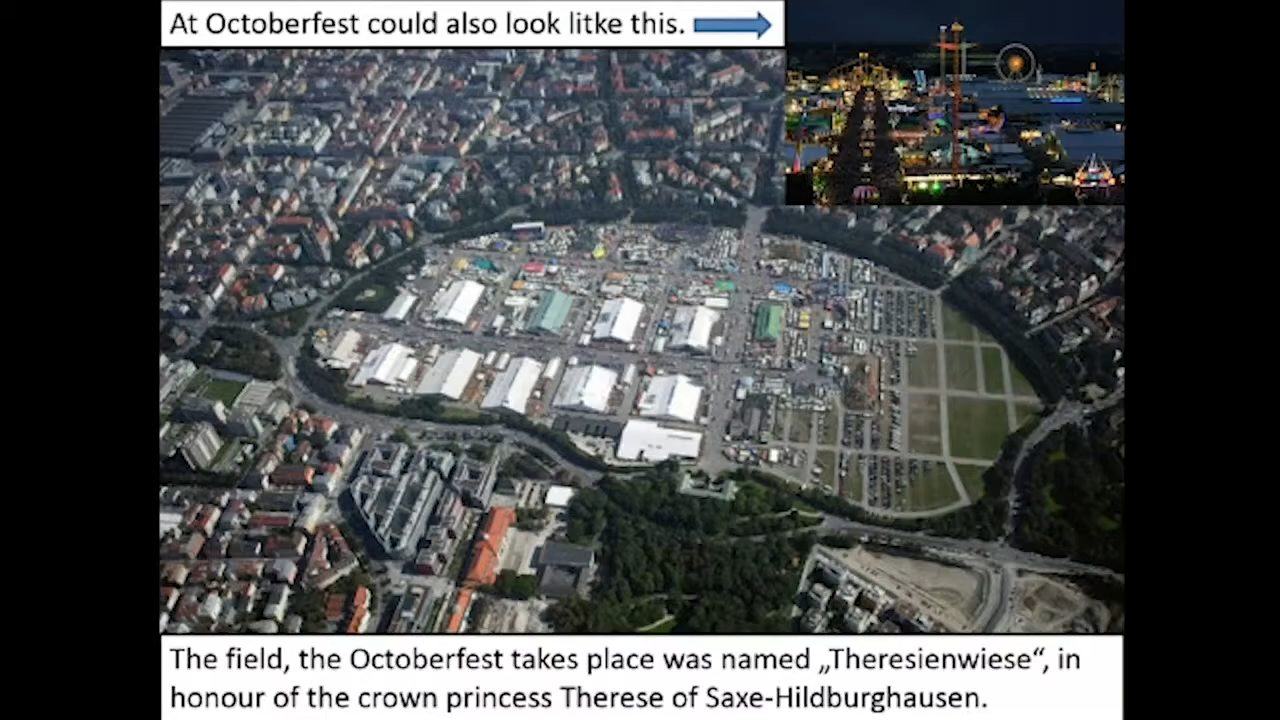 At Octoberfest could also look litke this.
The field, the Octoberfest takes place was named „Theresienwiese“, in
honour of the crown princess Therese of Saxe-Hildburghausen.